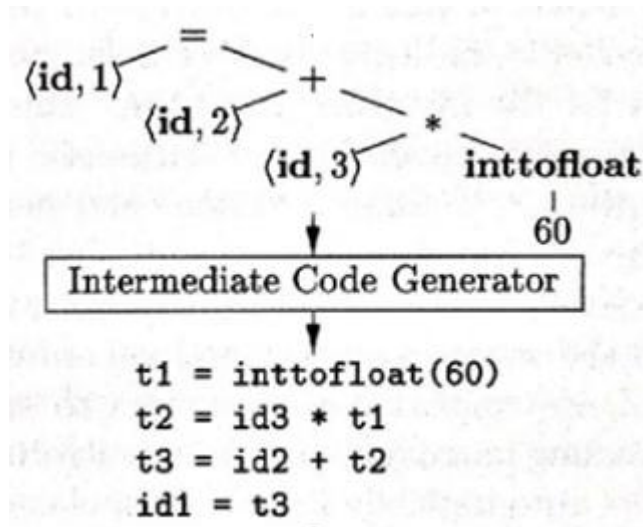 =
⟨id, 1⟩ +
⟨id, 2⟩ *
⟨id, 3⟩ inttofloat
60
Intermediate Code Generator
t1 = inttofloat(60)
t2 = id3 * t1
t3 = id2 + t2
id1 = t3